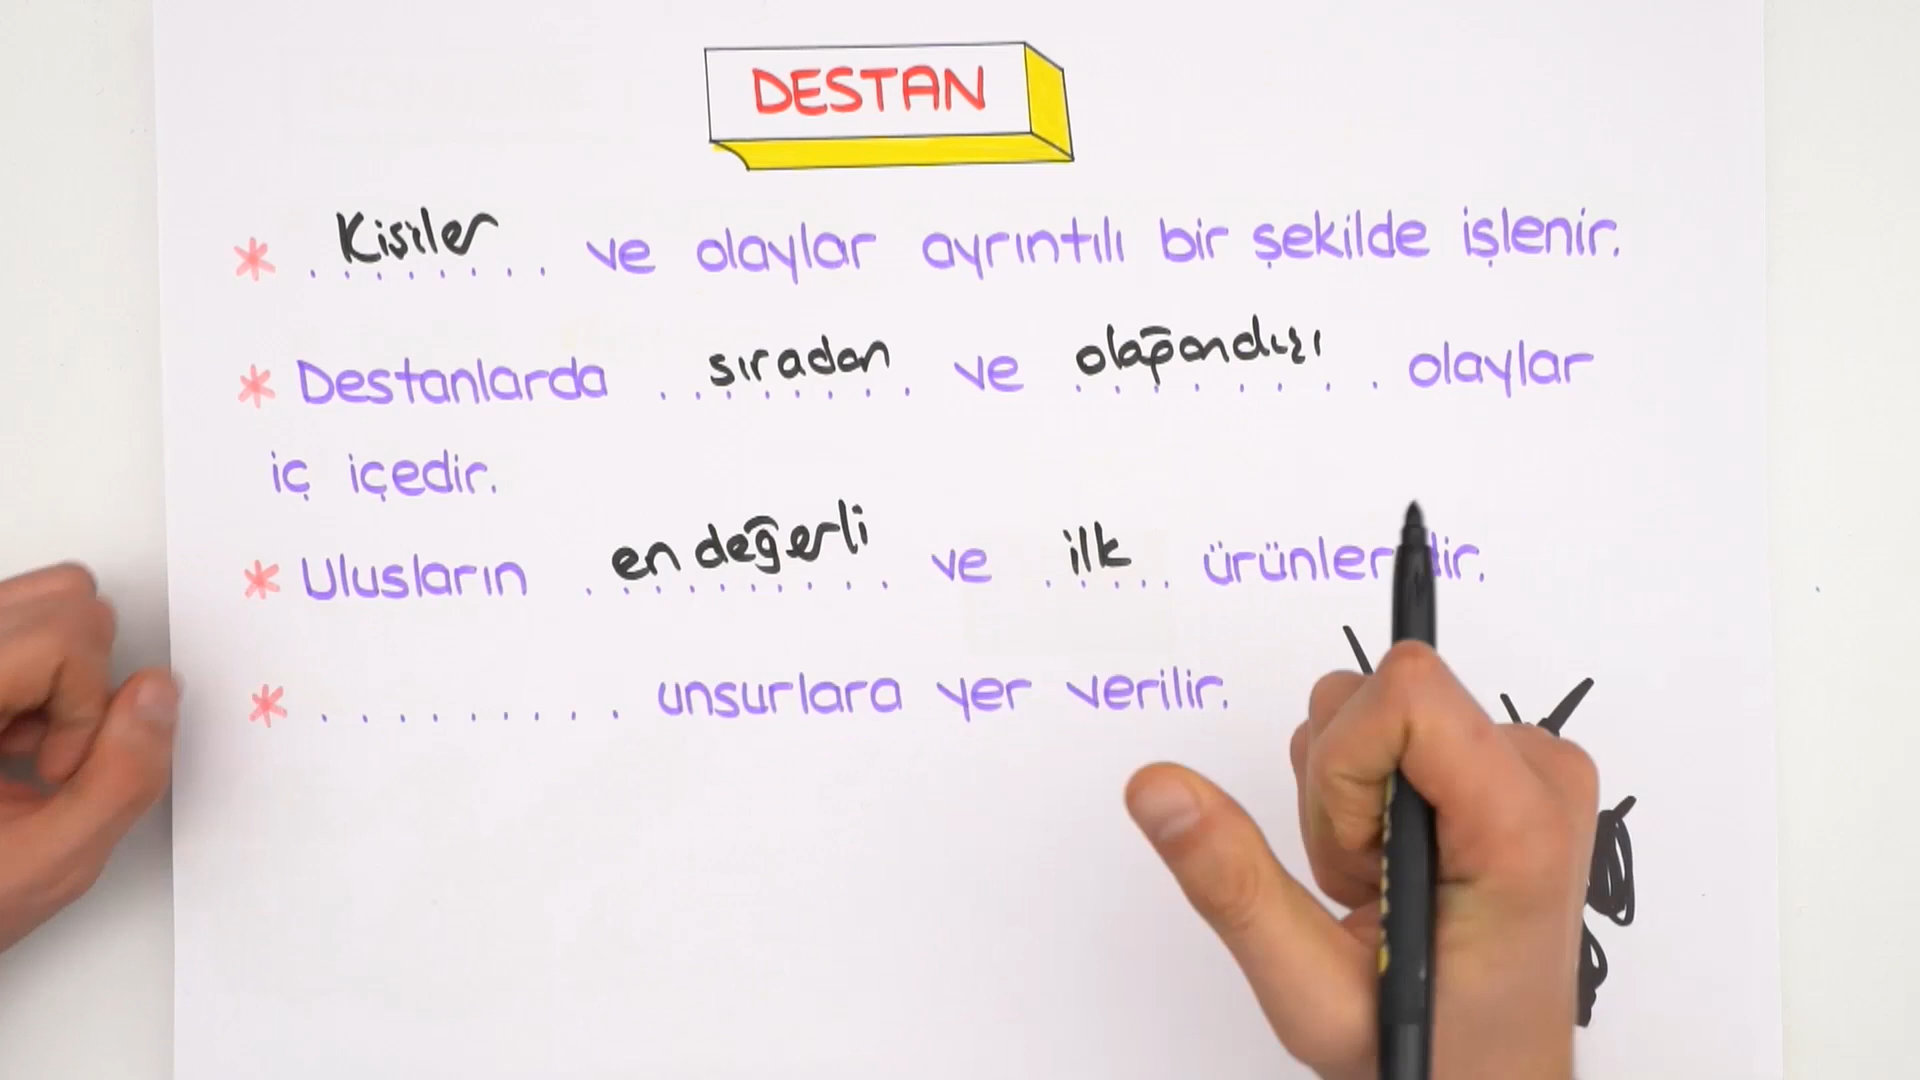 DESTAN
* Kişiler ve olaylar ayrıntılı bir şekilde işlenir.
* Destanlarda sıradan ve olağandışı olaylar
iç içedir.
* Ulusların en değerli ve ilk ürünleridir.
* .......... unsurlara yer verilir.